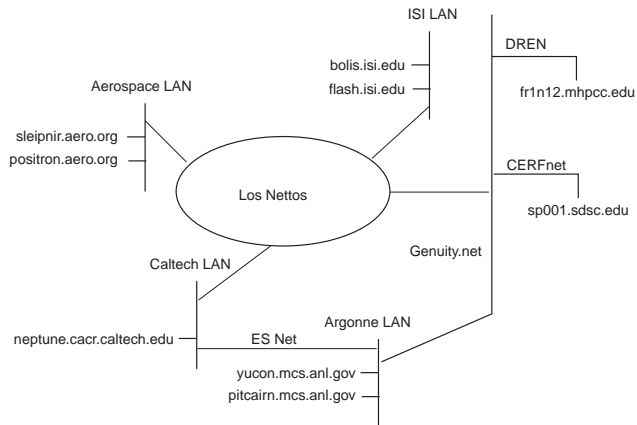 ISI LAN
DREN
bolis.isi.edu
Aerospace LAN
flash.isi.edu
fr1n12.mhpcc.edu
sleipnir.aero.org
positron.aero.org
CERFnet
Los Nettos
sp001.sdsc.edu
Genuity.net
Caltech LAN
Argonne LAN
neptune.cacr.caltech.edu
ES Net
yucon.mcs.anl.gov
pitcairn.mcs.anl.gov